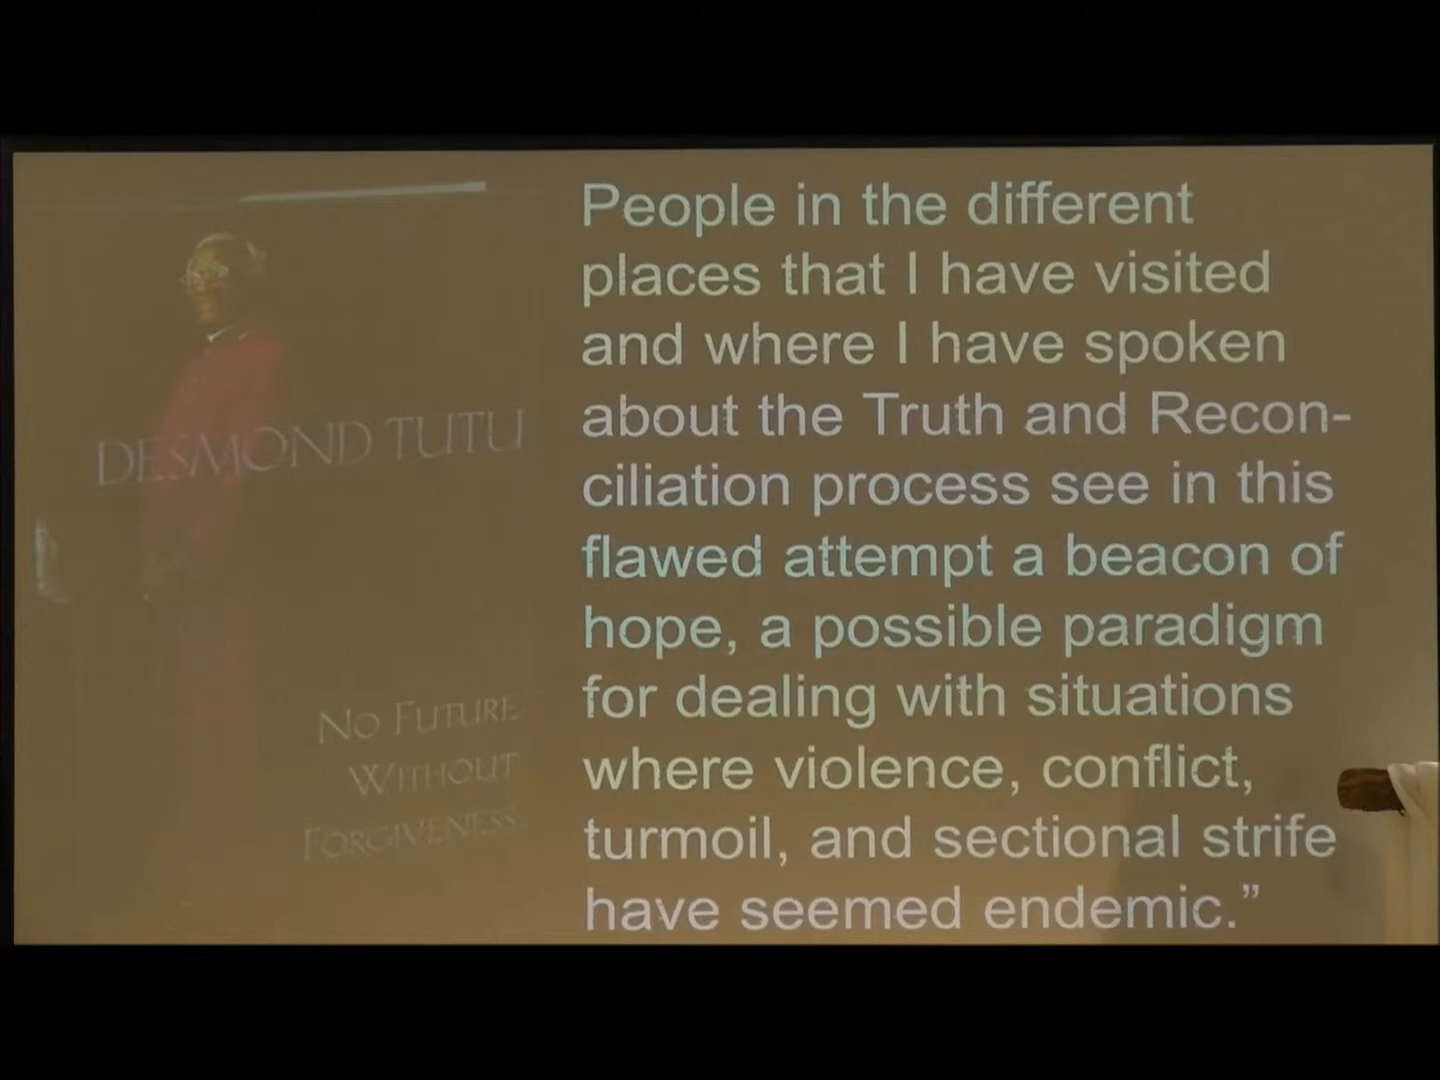 DESMOND TUTU
NO FUTURE
WITHOUT
FORGIVENESS
People in the different
places that I have visited
and where I have spoken
about the Truth and Recon-
ciliation process see in this
flawed attempt a beacon of
hope, a possible paradigm
for dealing with situations
where violence, conflict,
turmoil, and sectional strife
have seemed endemic.”